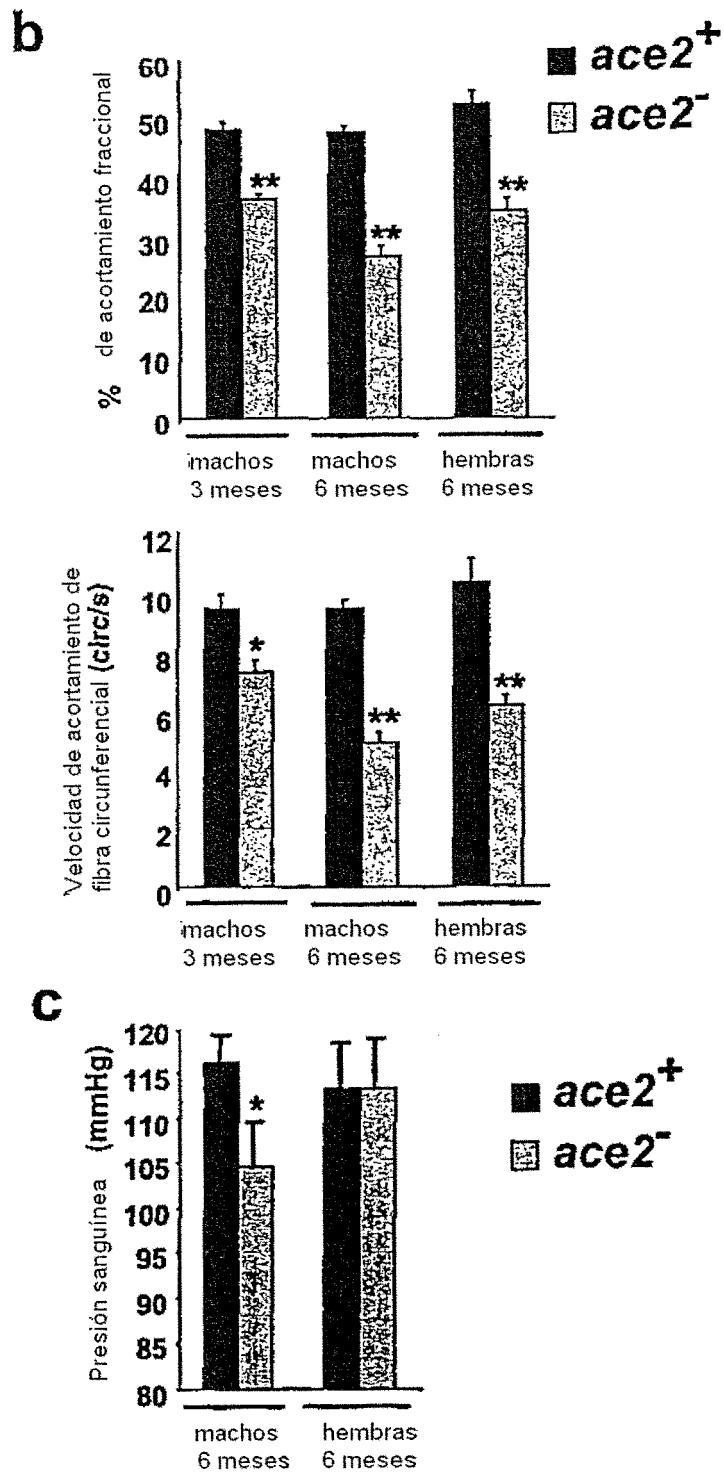 b
ace2+
ace2-
% de acortamiento fraccional
60
50
40
30
20
10
0
**
**
**
machos
3 meses
machos
6 meses
hembras
6 meses
Velocidad de acortamiento de
fibra circunferencial (circ/s)
12
10
8
6
4
2
0
*
**
**
machos
3 meses
machos
6 meses
hembras
6 meses
c
Presión sanguínea (mmHg)
120
115
110
105
100
95
90
85
80
*
ace2+
ace2-
machos
6 meses
hembras
6 meses